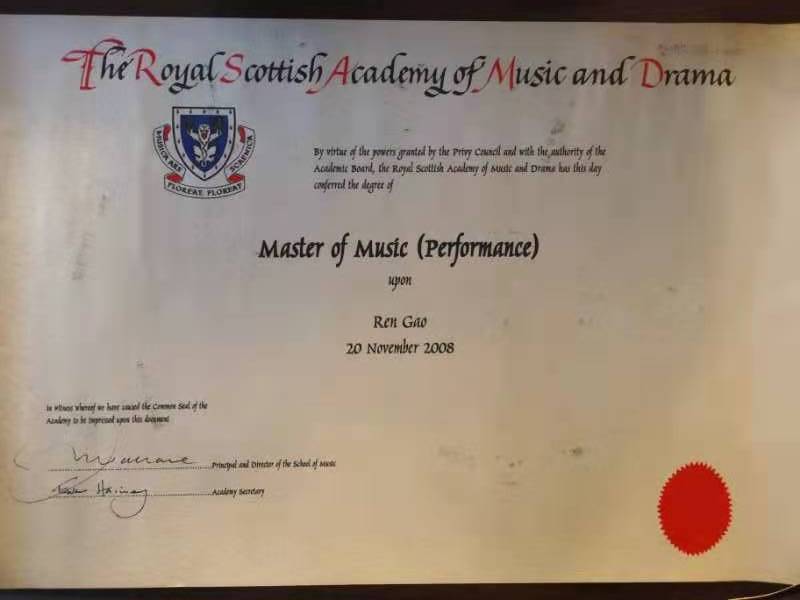 The Royal Scottish Academy of Music and Drama
MUSICA ARS SCAENICA
FLOREAT FLOREAT
By virtue of the powers granted by the Privy Council and with the authority of the
Academic Board, the Royal Scottish Academy of Music and Drama has this day
conferred the degree of
Master of Music (Performance)
upon
Ren Gao
20 November 2008
In witness whereof we have caused the Common Seal of the
Academy to be impressed upon this document
Principal and Director of the School of Music
Academy Secretary